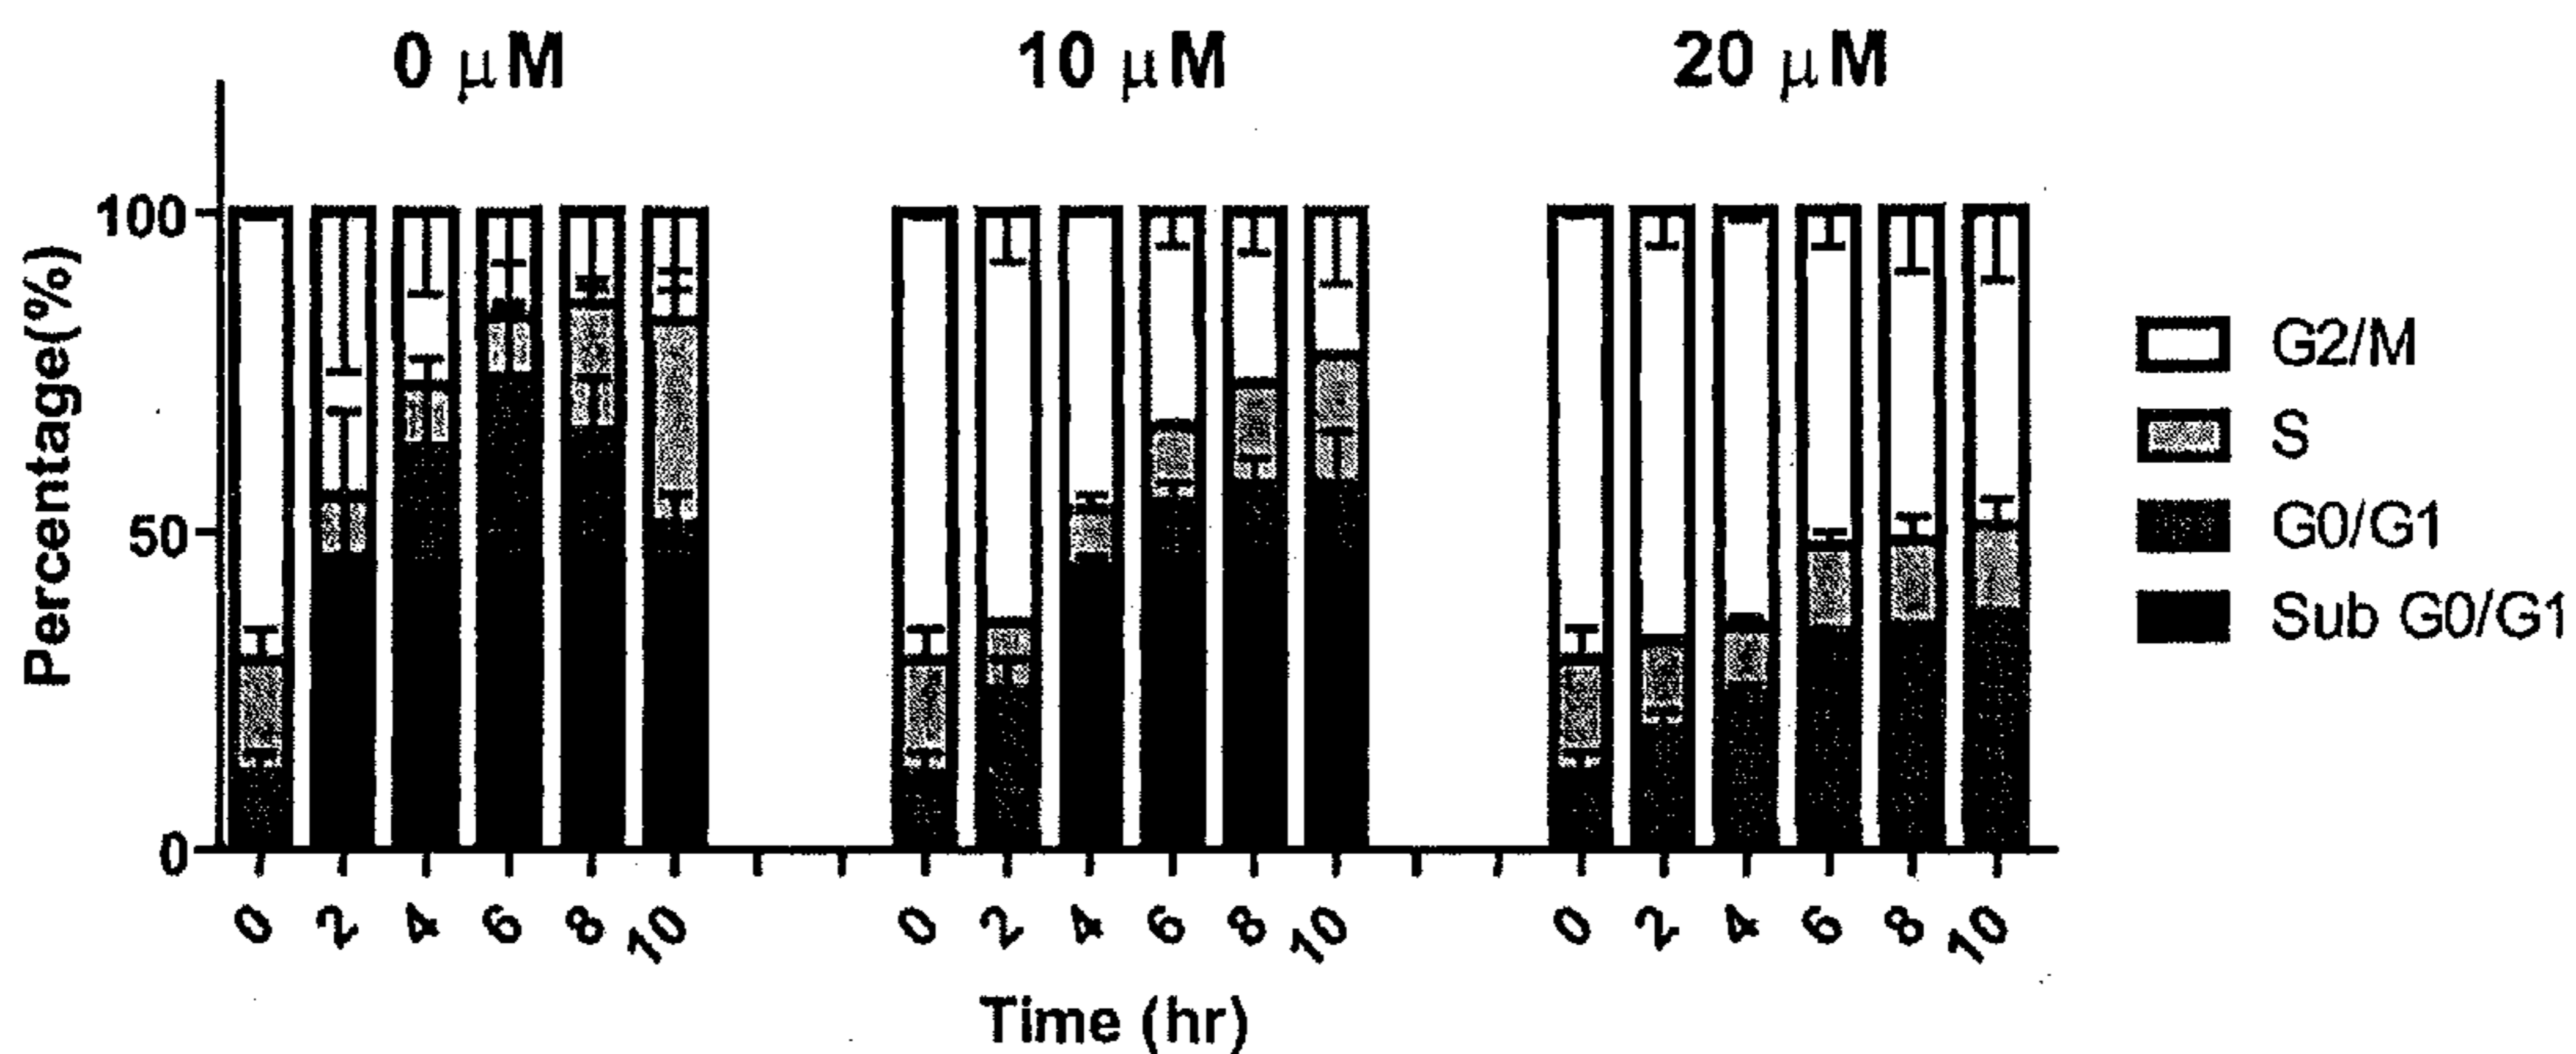 0 μM 10 μM 20 μM
Percentage(%)
100
50
0
0 2 4 6 8 10 0 2 4 6 8 10 0 2 4 6 8 10
Time (hr)
G2/M
S
G0/G1
Sub G0/G1